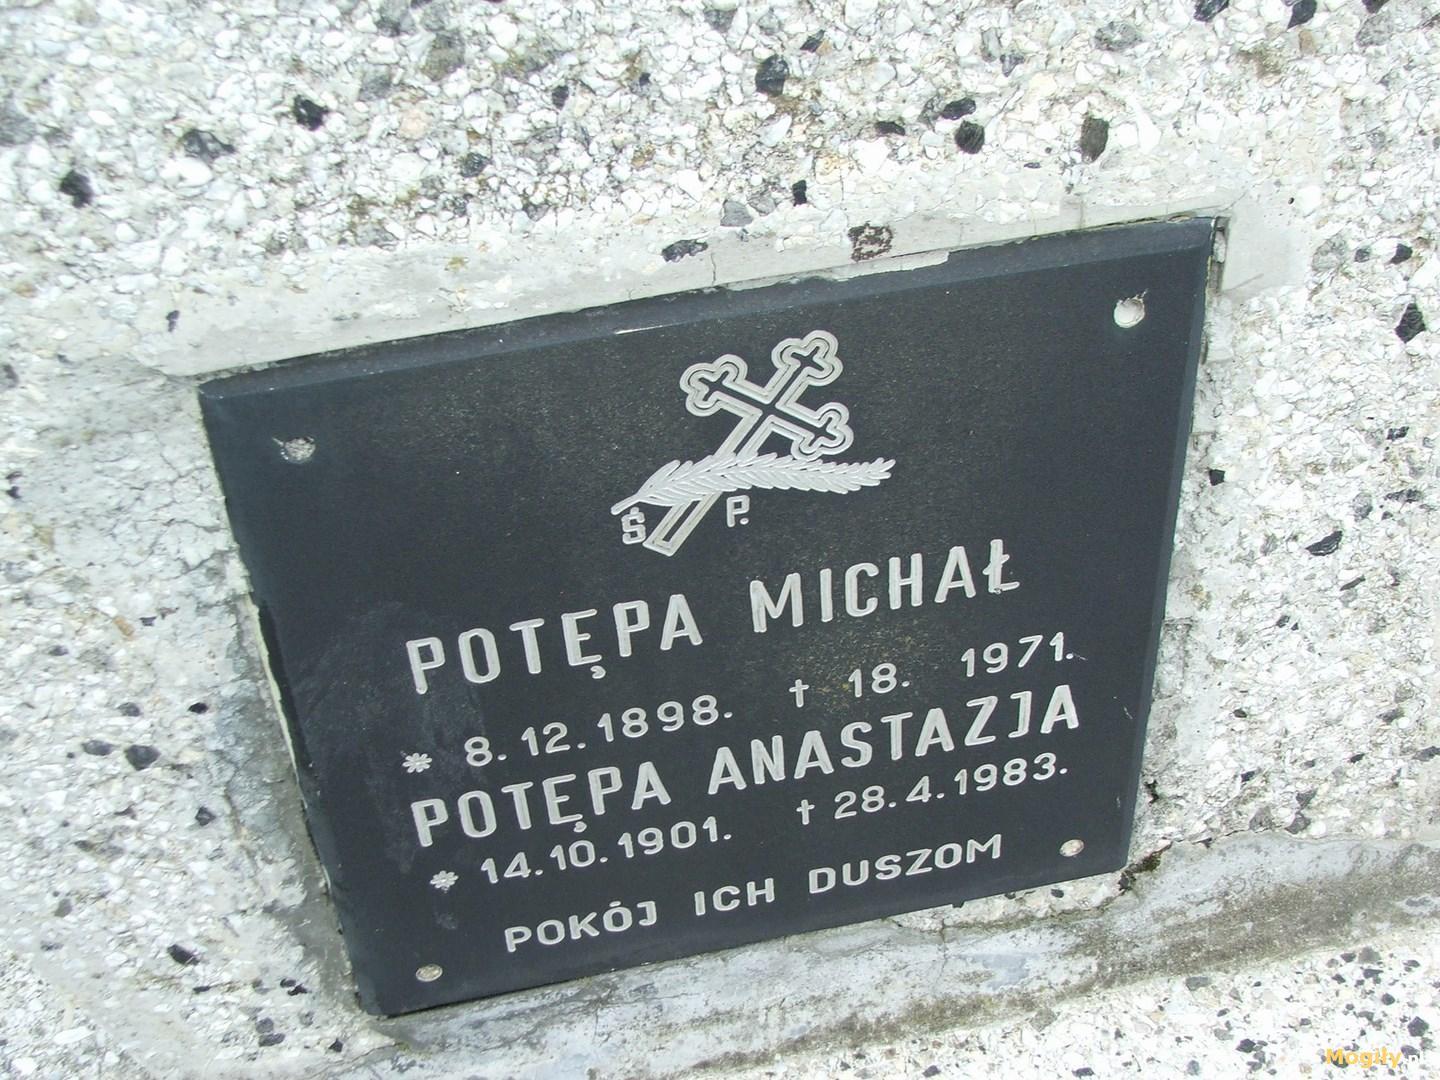 Ś P.
POTĘPA MICHAŁ
* 8.12.1898. † 18. 1971.
POTĘPA ANASTAZJA
* 14.10.1901. † 28.4.1983.
POKÓJ ICH DUSZOM
Mogiły.pl